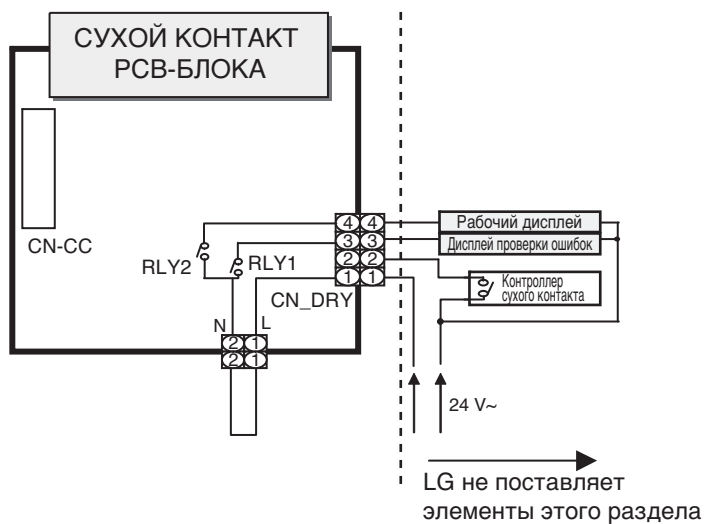 СУХОЙ КОНТАКТ
PCB-БЛОКА
CN-CC
RLY2
RLY1
4 4
3 3
2 2
1 1
CN_DRY
N L
2 1
2 1
Рабочий дисплей
Дисплей проверки ошибок
Контроллер
сухого контакта
24 V~
LG не поставляет
элементы этого раздела